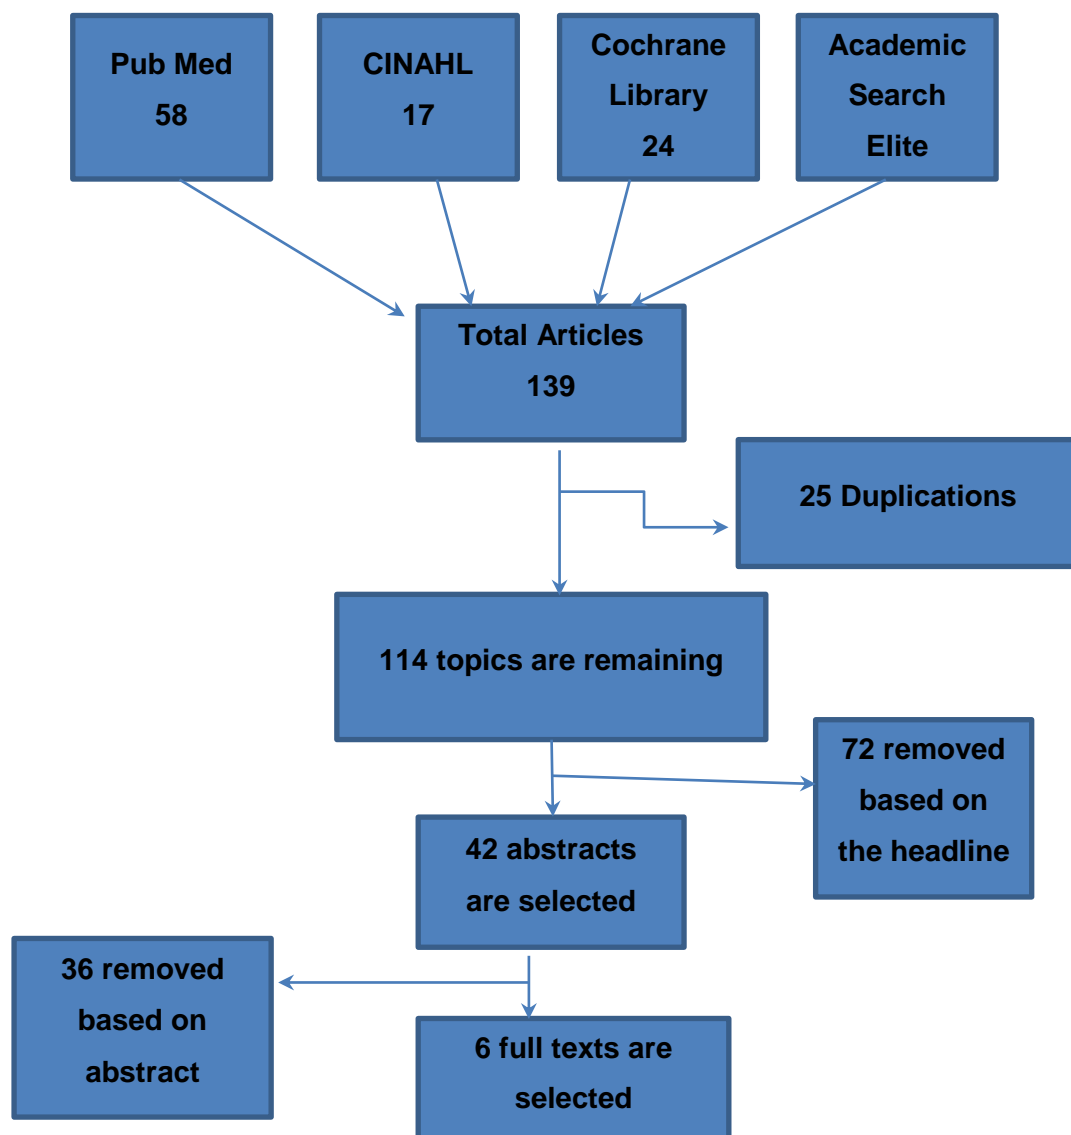 Pub Med
58
CINAHL
17
Cochrane
Library
24
Academic
Search
Elite
Total Articles
139
25 Duplications
114 topics are remaining
72 removed
based on
the headline
42 abstracts
are selected
36 removed
based on
abstract
6 full texts are
selected